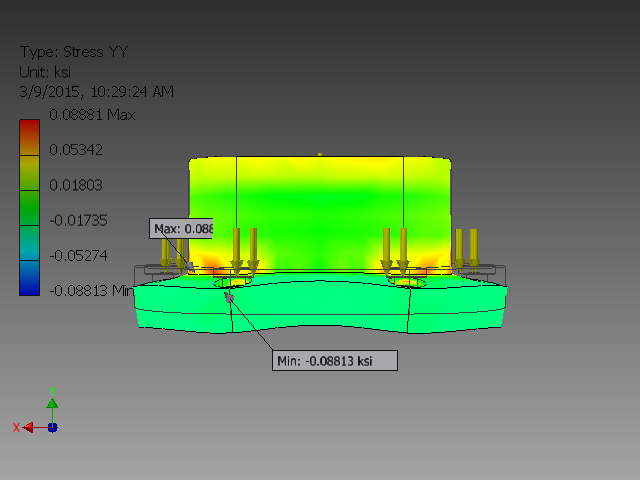 Type: Stress YY
Unit: ksi
3/9/2015, 10:29:24 AM
0.08881 Max
0.05342
0.01803
-0.01735
-0.05274
-0.08813 Min
Max: 0.088
Min: -0.08813 ksi
Y
X